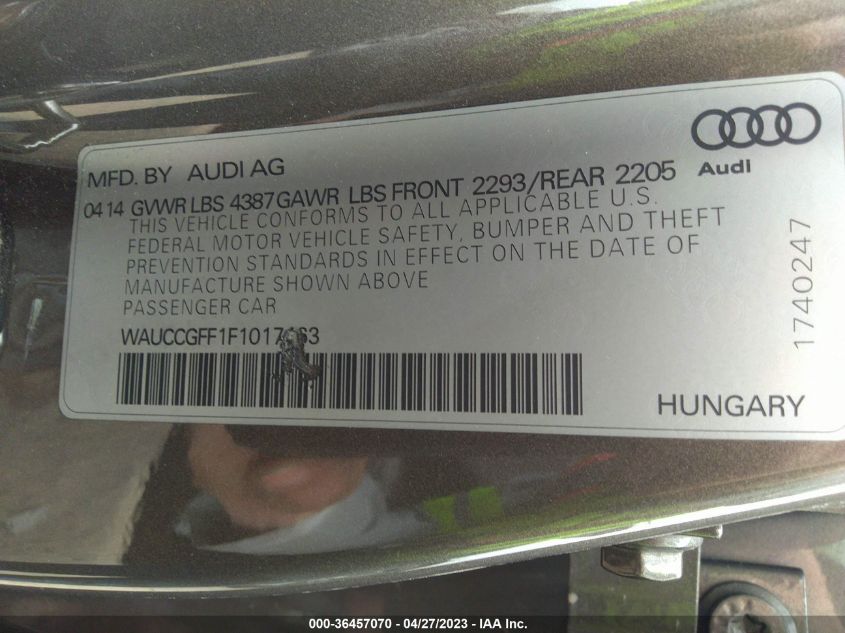 MFD. BY AUDI AG
Audi
0414 GVWR LBS 4387 GAWR LBS FRONT 2293/REAR 2205
THIS VEHICLE CONFORMS TO ALL APPLICABLE U.S.
FEDERAL MOTOR VEHICLE SAFETY, BUMPER AND THEFT
PREVENTION STANDARDS IN EFFECT ON THE DATE OF
MANUFACTURE SHOWN ABOVE
PASSENGER CAR
HUNGARY
1740247
000-36457070 - 04/27/2023 - IAA Inc.